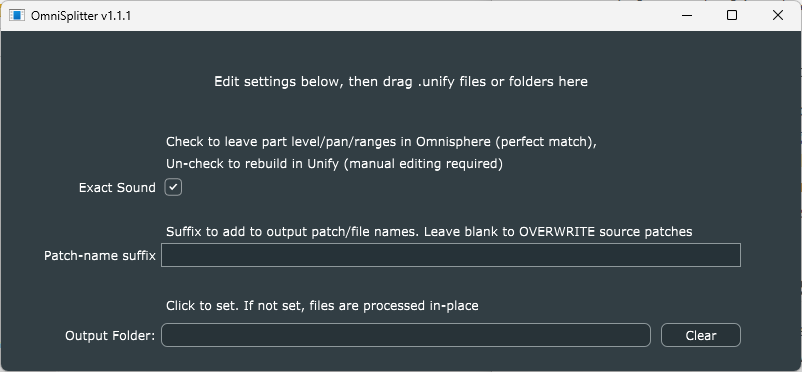 OmniSplitter v1.1.1
Edit settings below, then drag .unify files or folders here
Check to leave part level/pan/ranges in Omnisphere (perfect match),
Un-check to rebuild in Unify (manual editing required)
Exact Sound
Suffix to add to output patch/file names. Leave blank to OVERWRITE source patches
Patch-name suffix
Click to set. If not set, files are processed in-place
Output Folder:
Clear